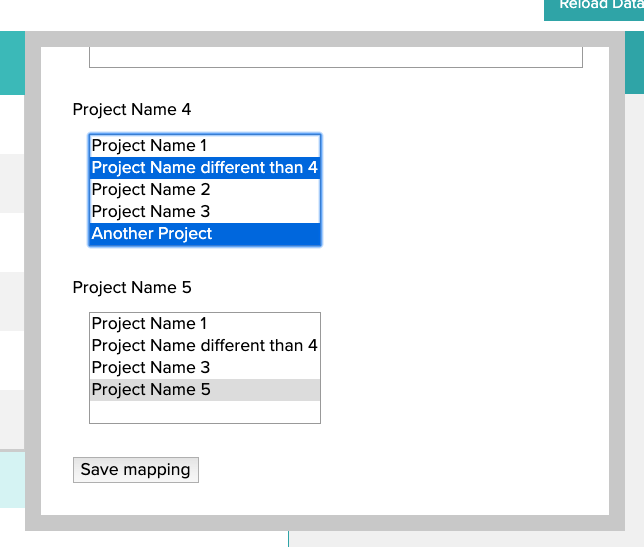 Reload Data
Project Name 4
Project Name 1
Project Name different than 4
Project Name 2
Project Name 3
Another Project
Project Name 5
Project Name 1
Project Name different than 4
Project Name 3
Project Name 5
Save mapping